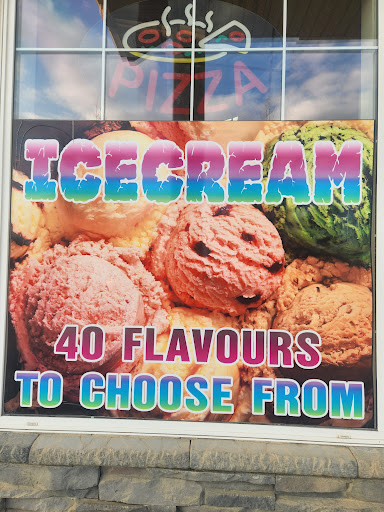 PIZZA
ICECREAM
40 FLAVOURS
TO CHOOSE FROM